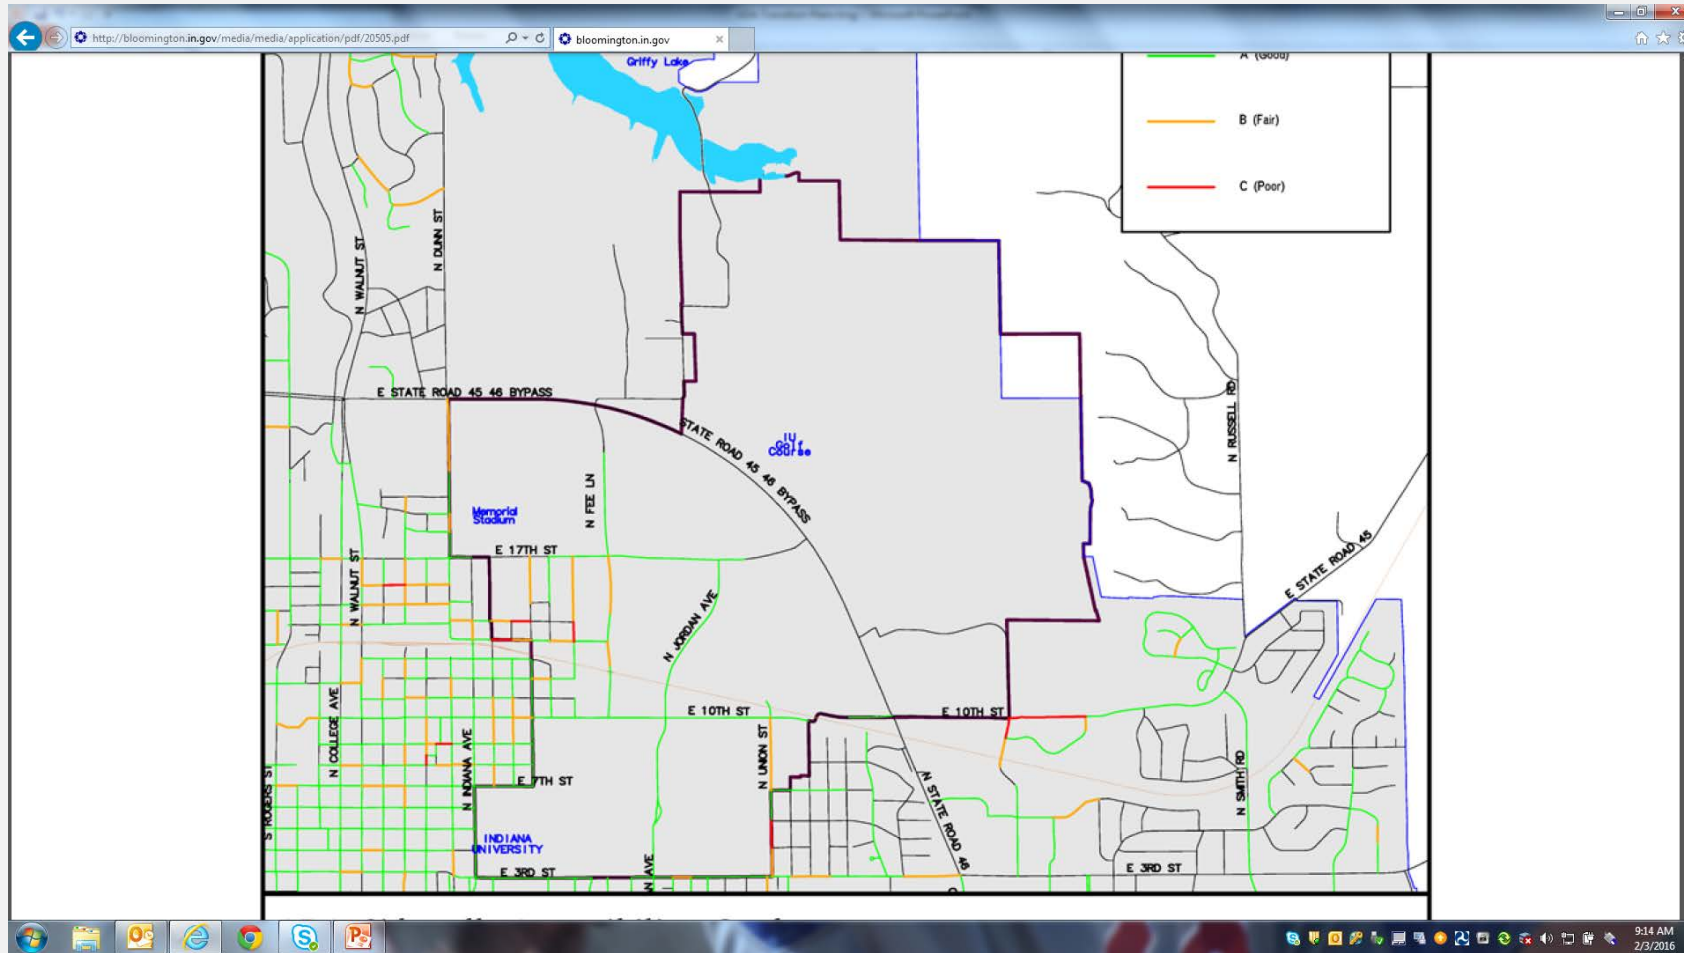 http://bloomington.in.gov/media/media/application/pdf/20505.pdf
bloomington.in.gov
Griffy Lake
A (Good)
B (Fair)
C (Poor)
N WALNUT ST
N DUNN ST
E STATE ROAD 45 46 BYPASS
STATE ROAD 45 46 BYPASS
IU
Golf
Course
N RUSSELL RD
N FEE LN
Memorial
Stadium
E 17TH ST
N WALNUT ST
N JORDAN AVE
E STATE ROAD 45
N COLLEGE AVE
E 10TH ST
E 10TH ST
N INDIANA AVE
N UNION ST
E 7TH ST
S ROGERS ST
N STATE ROAD 46
N SMITH RD
INDIANA
UNIVERSITY
E 3RD ST
N AVE
E 3RD ST
9:14 AM
2/3/2016